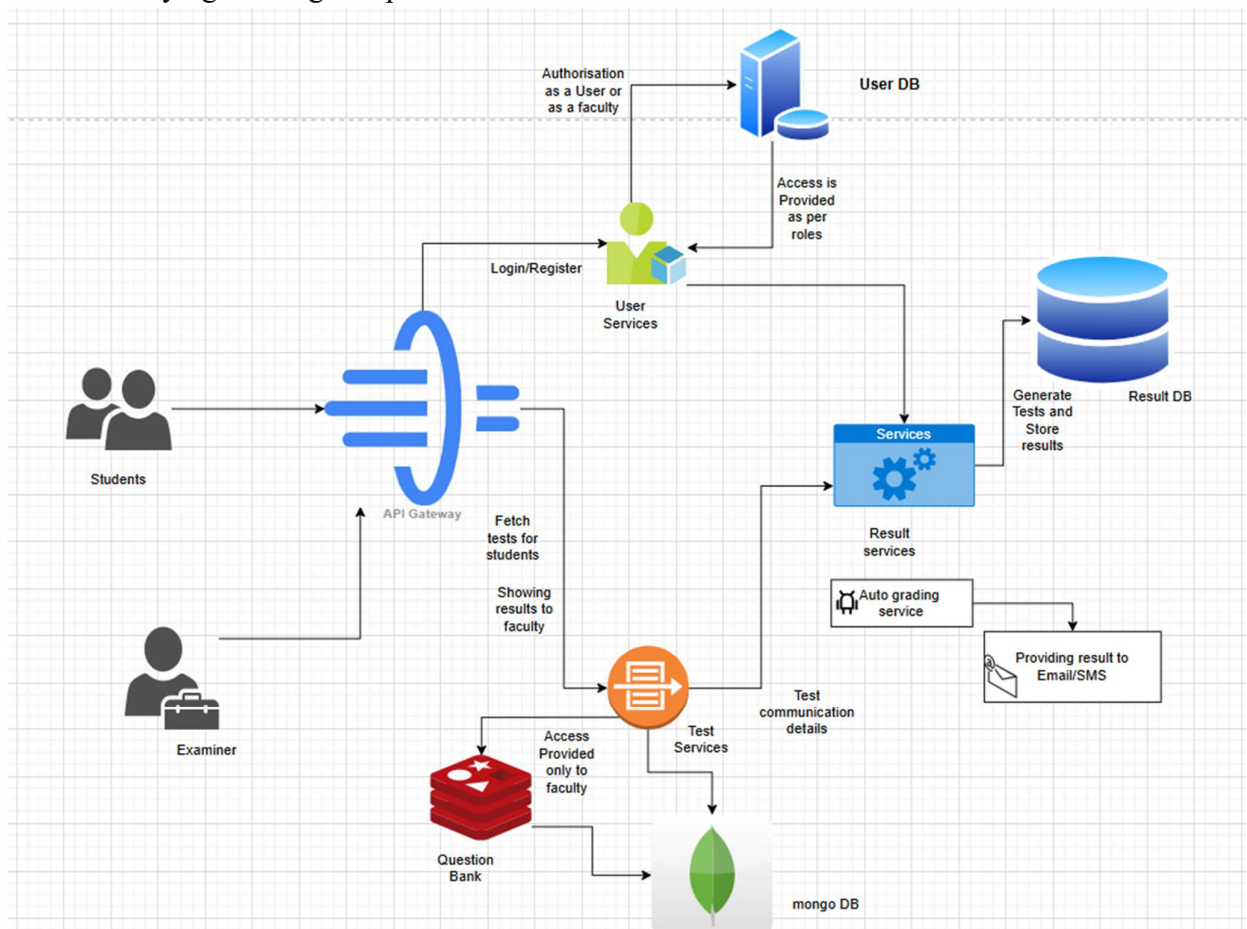 Authorisation
as a User or
as a faculty
User DB
Access is
Provided
as per
roles
Login/Register
User
Services
Students
API Gateway
Services
Generate
Tests and
Store
results
Result DB
Fetch
tests for
students
Result
services
Showing
results to
faculty
Auto grading
service
Providing result to
Email/SMS
Examiner
Test
communication
details
Test
Services
Access
Provided
only to
faculty
Question
Bank
mongo DB